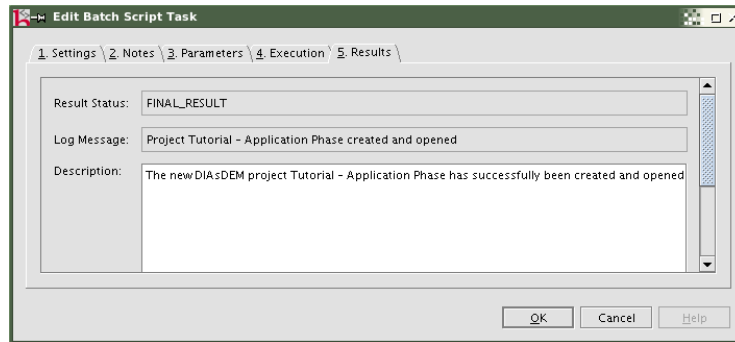 Edit Batch Script Task
1. Settings 2. Notes 3. Parameters 4. Execution 5. Results
Result Status: FINAL_RESULT
Log Message: Project Tutorial - Application Phase created and opened
Description: The new DIAsDEM project Tutorial - Application Phase has successfully been created and opened
OK Cancel Help